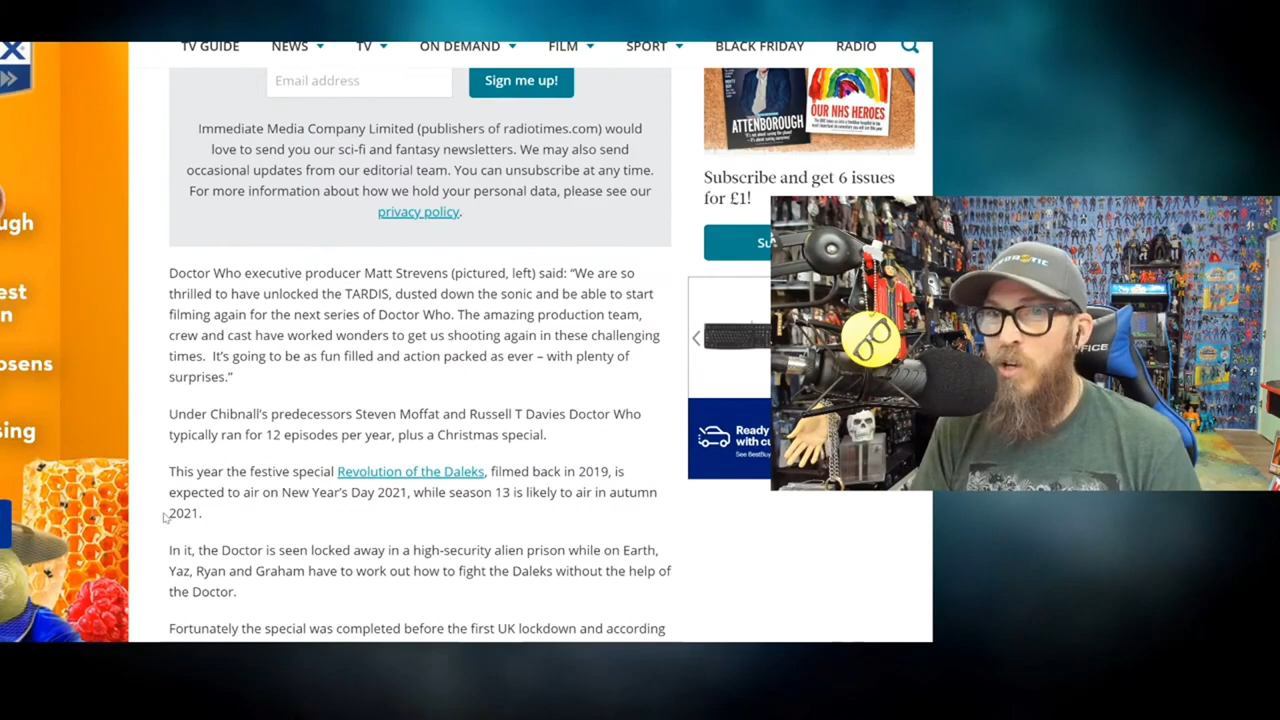 X
TV GUIDE
NEWS
TV
ON DEMAND
FILM
SPORT
BLACK FRIDAY
RADIO
Email address
Sign me up!
Immediate Media Company Limited (publishers of radiotimes.com) would
love to send you our sci-fi and fantasy newsletters. We may also send
occasional updates from our editorial team. You can unsubscribe at any time.
For more information about how we hold your personal data, please see our
privacy policy.
Doctor Who executive producer Matt Strevens (pictured, left) said: “We are so
thrilled to have unlocked the TARDIS, dusted down the sonic and be able to start
filming again for the next series of Doctor Who. The amazing production team,
crew and cast have worked wonders to get us shooting again in these challenging
times. It’s going to be as fun filled and action packed as ever – with plenty of
surprises.”
Under Chibnall’s predecessors Steven Moffat and Russell T Davies Doctor Who
typically ran for 12 episodes per year, plus a Christmas special.
This year the festive special Revolution of the Daleks, filmed back in 2019, is
expected to air on New Year’s Day 2021, while season 13 is likely to air in autumn
2021.
In it, the Doctor is seen locked away in a high-security alien prison while on Earth,
Yaz, Ryan and Graham have to work out how to fight the Daleks without the help of
the Doctor.
Fortunately the special was completed before the first UK lockdown and according
ATTENBOROUGH
OUR NHS HEROES
Subscribe and get 6 issues
for £1!
Su
Ready
with cu
See BestBuy
ugh
est
n
osens
sing